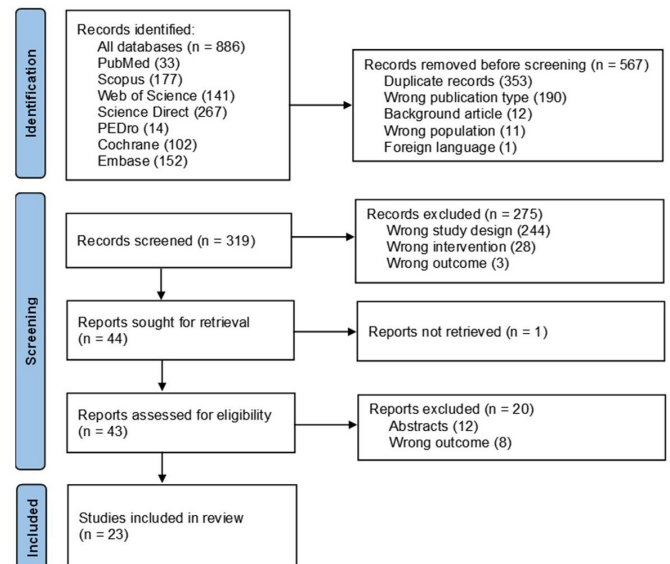 Identification
Records identified:
All databases (n = 886)
PubMed (33)
Scopus (177)
Web of Science (141)
Science Direct (267)
PEDro (14)
Cochrane (102)
Embase (152)
Records removed before screening (n = 567)
Duplicate records (353)
Wrong publication type (190)
Background article (12)
Wrong population (11)
Foreign language (1)
Screening
Records screened (n = 319)
Records excluded (n = 275)
Wrong study design (244)
Wrong intervention (28)
Wrong outcome (3)
Reports sought for retrieval
(n = 44)
Reports not retrieved (n = 1)
Reports assessed for eligibility
(n = 43)
Reports excluded (n = 20)
Abstracts (12)
Wrong outcome (8)
Included
Studies included in review
(n = 23)